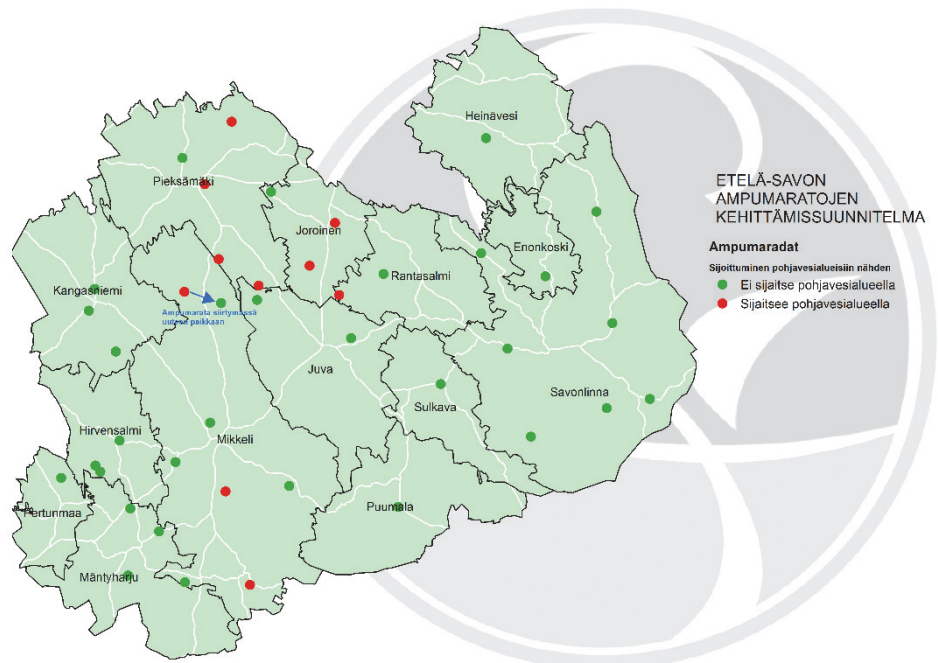 Heinävesi
ETELÄ-SAVON
AMPUMARATOJEN
KEHITTÄMISSUUNNITELMA
Ampumaradat
Sijoittuminen pohjavesialueisiin nähden
Ei sijaitse pohjavesialueella
Sijaitsee pohjavesialueella
Pieksämäki
Joroinen
Enonkoski
Rantasalmi
Kangasniemi
Ampumarata siirtymässä
uuteen paikkaan
Juva
Savonlinna
Sulkava
Hirvensalmi
Mikkeli
Puumala
Pertunmaa
Mäntyharju